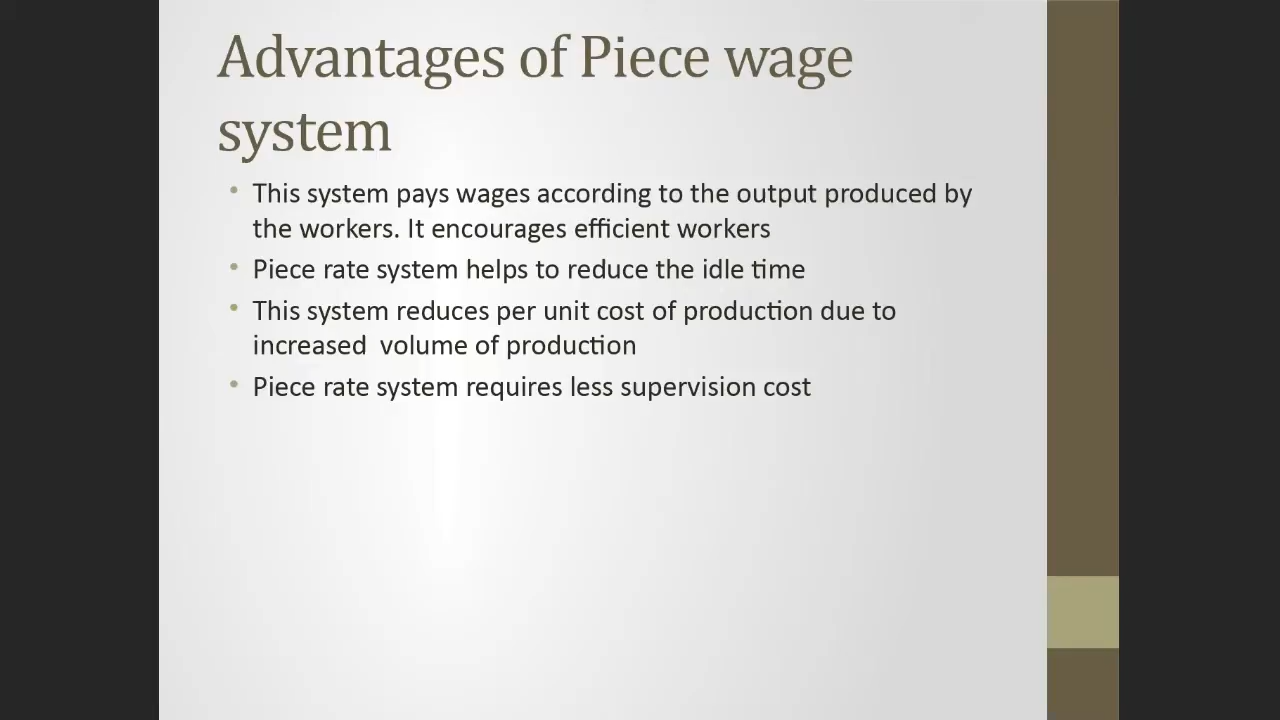 Advantages of Piece wage
system
• This system pays wages according to the output produced by
the workers. It encourages efficient workers
• Piece rate system helps to reduce the idle time
• This system reduces per unit cost of production due to
increased  volume of production
• Piece rate system requires less supervision cost